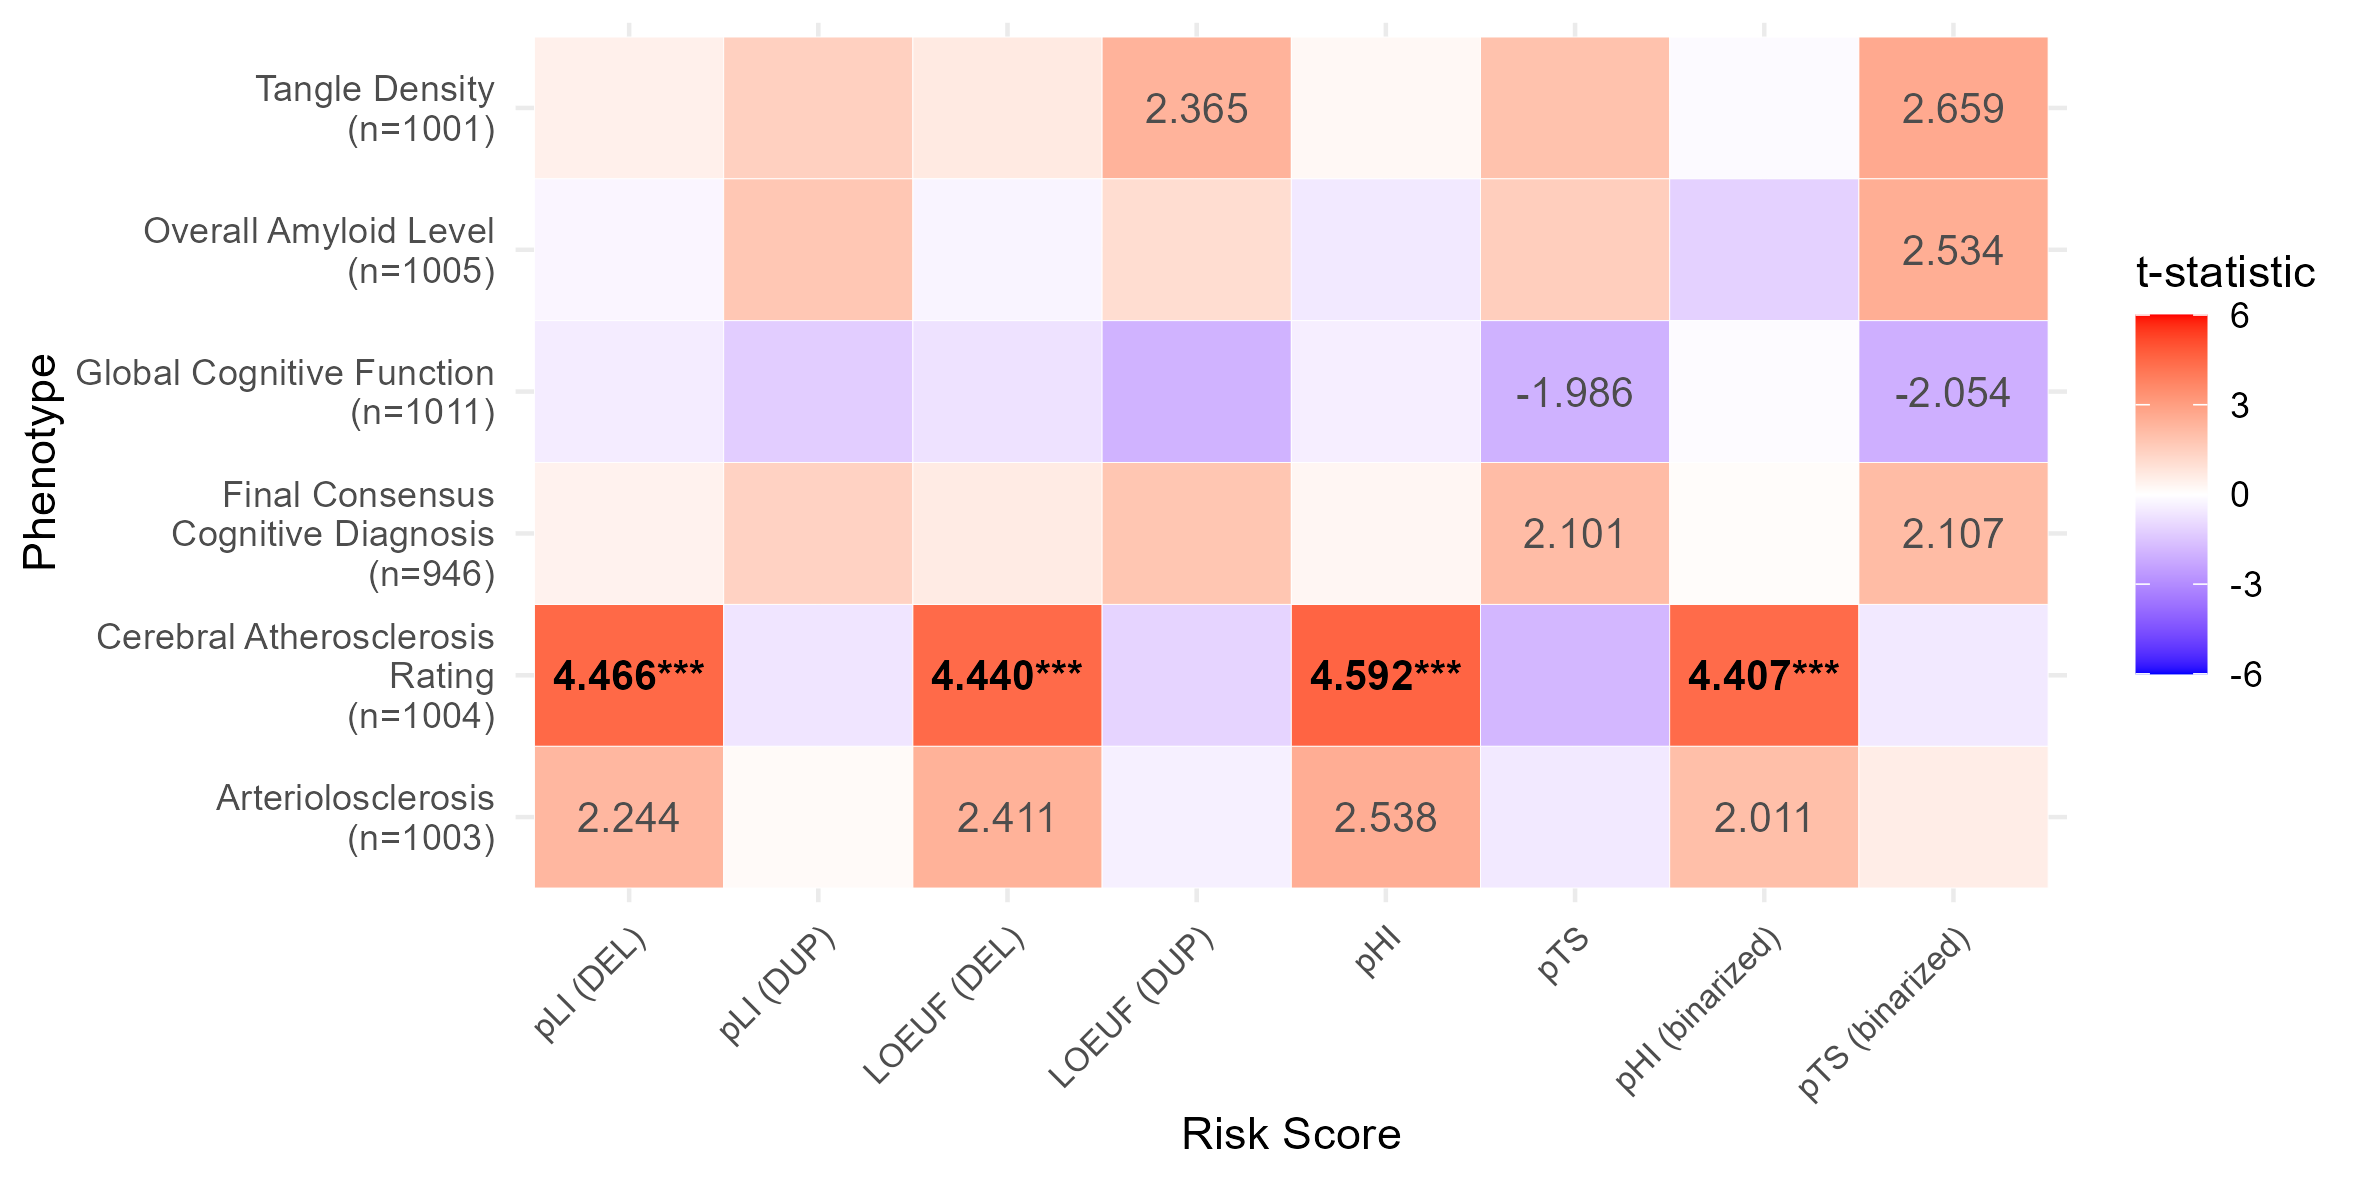 Tangle Density
(n=1001)
2.365
2.659
Overall Amyloid Level
(n=1005)
2.534
Global Cognitive Function
(n=1011)
-1.986
-2.054
Final Consensus
Cognitive Diagnosis
(n=946)
2.101
2.107
Cerebral Atherosclerosis
Rating
(n=1004)
4.466***
4.440***
4.592***
4.407***
Arteriolosclerosis
(n=1003)
2.244
2.411
2.538
2.011
Phenotype
pLI (DEL)
pLI (DUP)
LOEUF (DEL)
LOEUF (DUP)
pHI
pTS
pHI (binarized)
pTS (binarized)
Risk Score
t-statistic
6
3
0
-3
-6